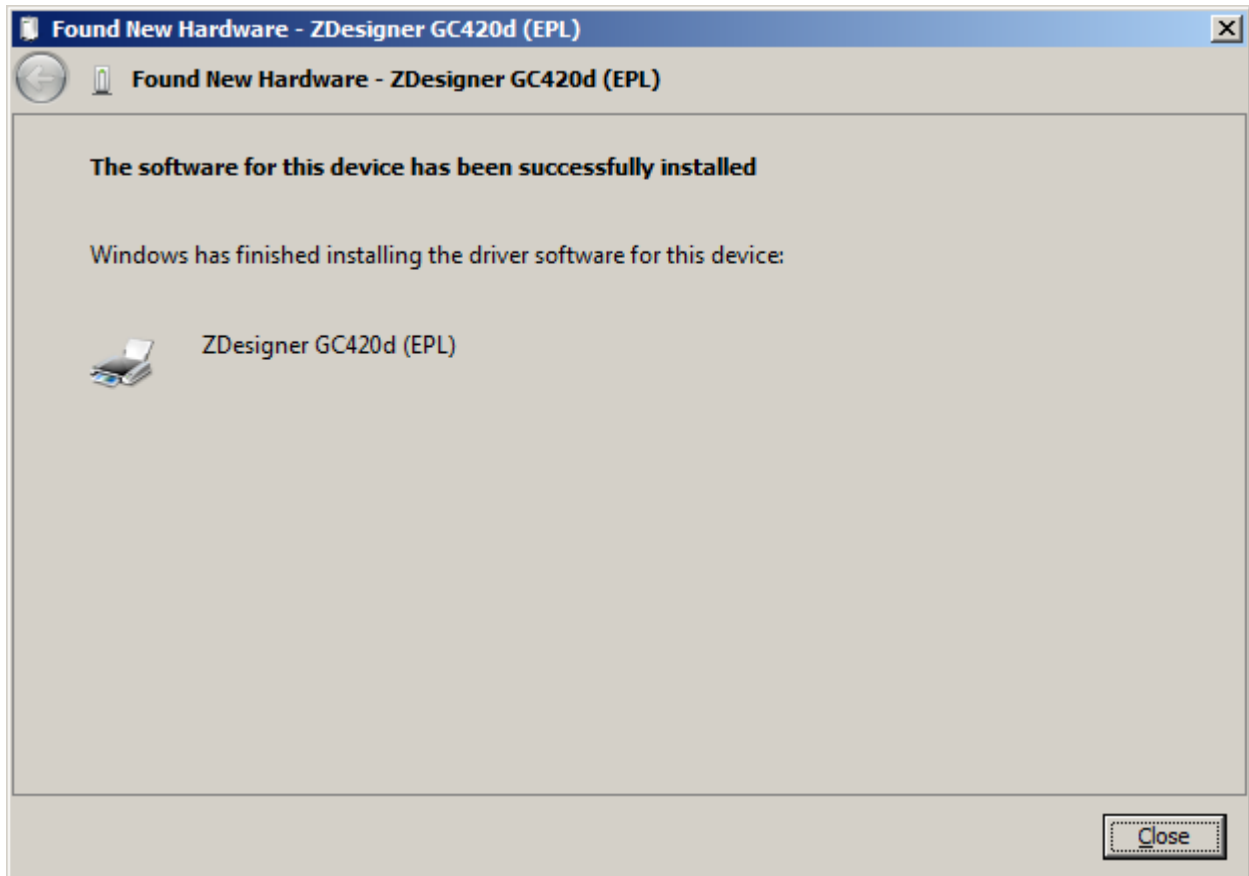 Found New Hardware - ZDesigner GC420d (EPL)
Found New Hardware - ZDesigner GC420d (EPL)
The software for this device has been successfully installed
Windows has finished installing the driver software for this device:
ZDesigner GC420d (EPL)
Close